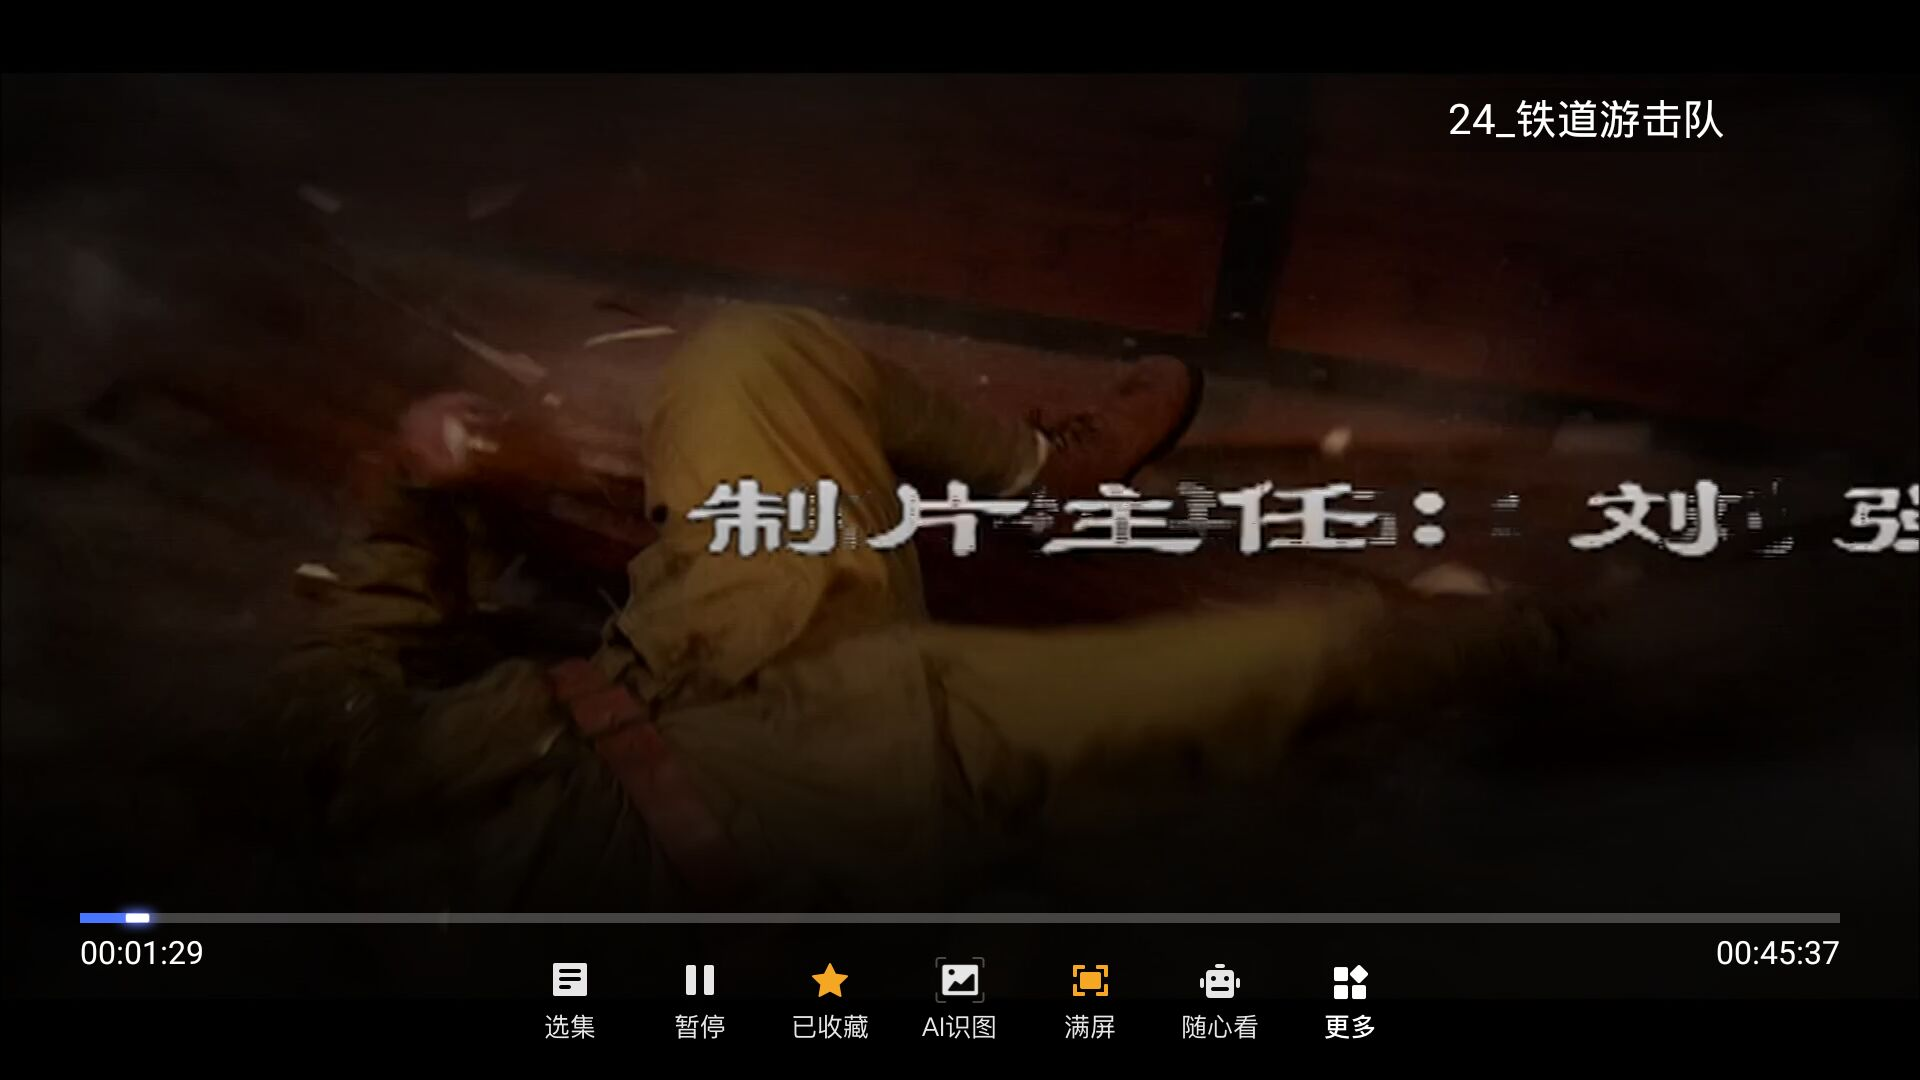 24_铁道游击队
制片主任： 刘 强
00:01:29
00:45:37
选集
暂停
已收藏
AI识图
满屏
随心看
更多